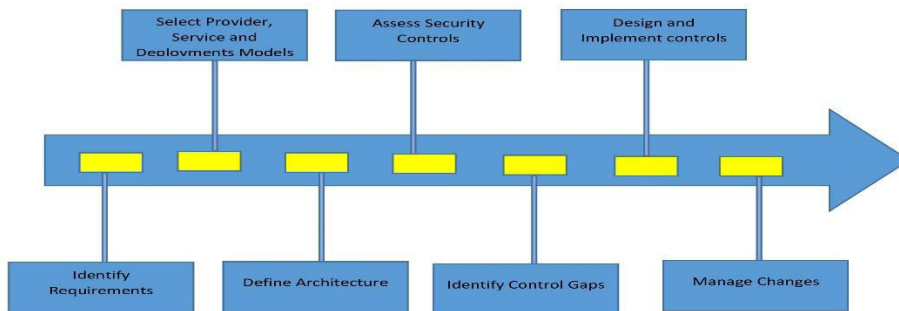 Select Provider,
Service and
Deployments Models
Assess Security
Controls
Design and
Implement controls
Identify
Requirements
Define Architecture
Identify Control Gaps
Manage Changes